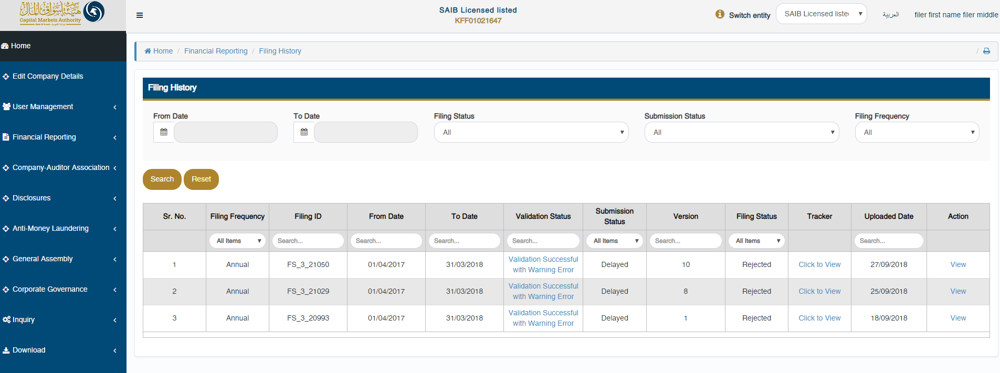 هيئة أسواق المال
Capital Markets Authority
SAIB Licensed listed
KFF01021647
Switch entity
SAIB Licensed liste
العربية
filer first name filer middle
Home
Edit Company Details
User Management
Financial Reporting
Company-Auditor Association
Disclosures
Anti-Money Laundering
General Assembly
Corporate Governance
Inquiry
Download
Home / Financial Reporting / Filing History
/
Filing History
From Date To Date Filing Status Submission Status Filing Frequency
All All All
Search Reset
Sr. No. Filing Frequency Filing ID From Date To Date Validation Status Submission Status Version Filing Status Tracker Uploaded Date Action
All Items Search... Search... Search... Search... All Items Search... All Items Search...
1 Annual FS_3_21050 01/04/2017 31/03/2018 Validation Successful with Warning Error Delayed 10 Rejected Click to View 27/09/2018 View
2 Annual FS_3_21029 01/04/2017 31/03/2018 Validation Successful with Warning Error Delayed 8 Rejected Click to View 25/09/2018 View
3 Annual FS_3_20993 01/04/2017 31/03/2018 Validation Successful with Warning Error Delayed 1 Rejected Click to View 18/09/2018 View